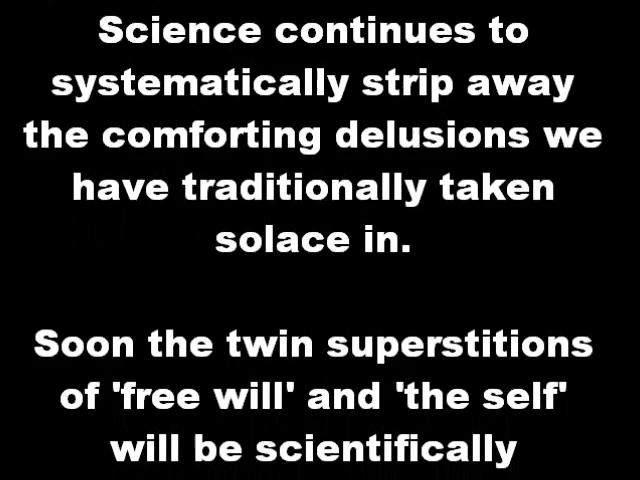 Science continues to
systematically strip away
the comforting delusions we
have traditionally taken
solace in.
Soon the twin superstitions
of 'free will' and 'the self'
will be scientifically